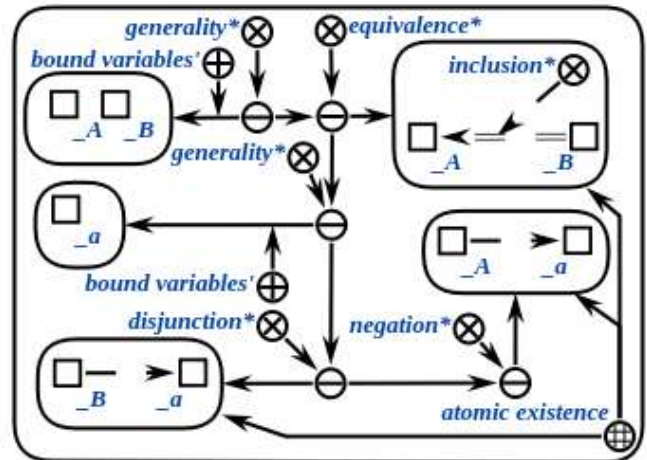 generality*
equivalence*
bound variables'
inclusion*
_A _B
_A
_B
generality*
_a
_A
_a
bound variables'
disjunction*
negation*
_B
_a
atomic existence